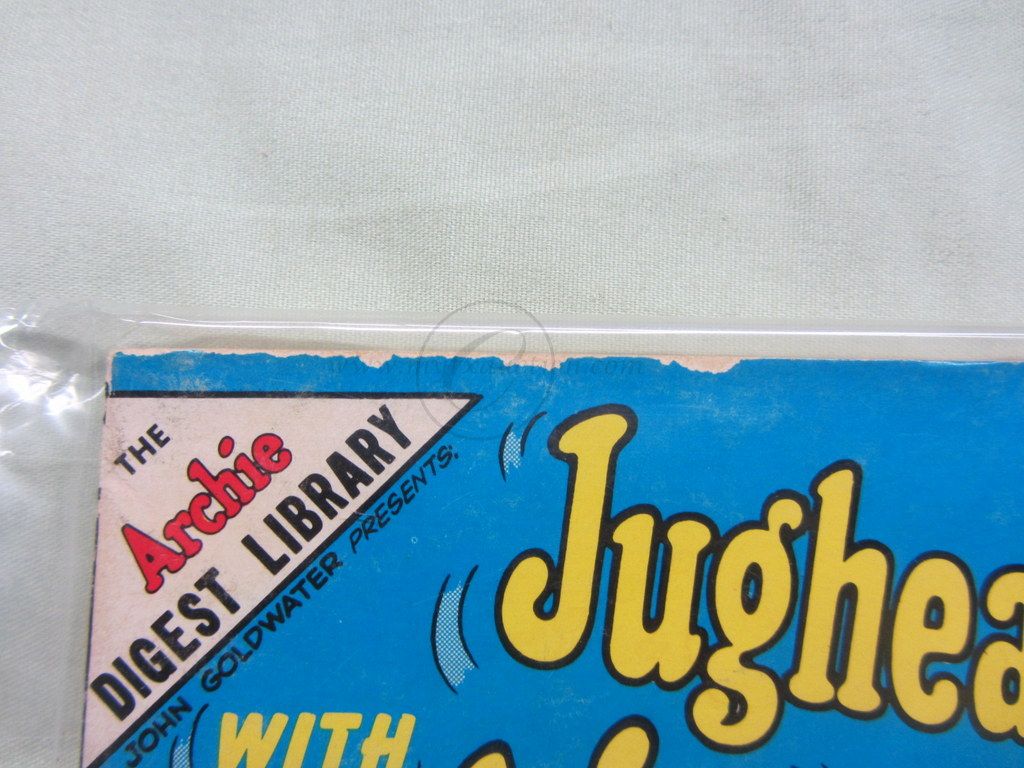 THE
Archie
DIGEST LIBRARY
JOHN GOLDWATER PRESENTS:
Jughea
WITH